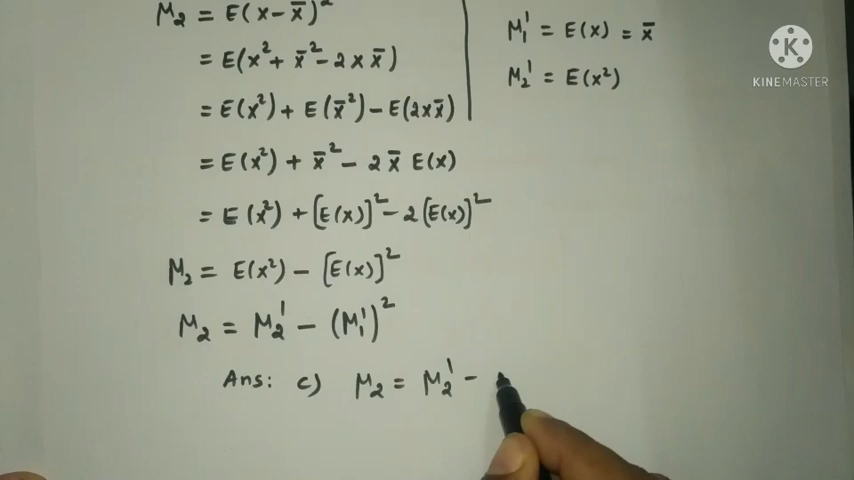 M₂ = E(x-x̄)²
= E(x² + x̄² - 2x x̄)
= E(x²) + E(x̄²) - E(2x x̄)
= E(x²) + x̄² - 2 x̄ E(x)
= E(x²) + [E(x)]² - 2[E(x)]²
M₂ = E(x²) - [E(x)]²
M₂ = M₂' - (M₁')²
Ans: c) M₂ = M₂' -
M₁' = E(x) = x̄
M₂' = E(x²)
K
KINEMASTER